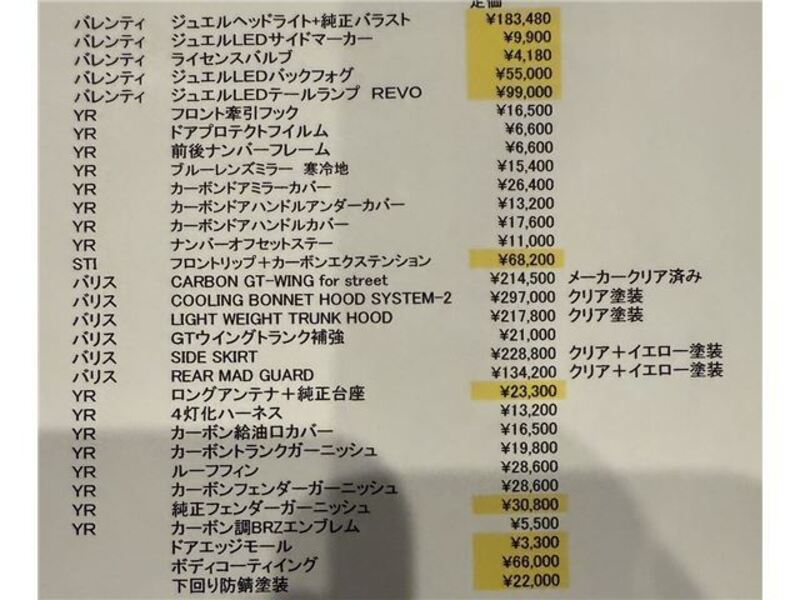 定価
バレンティ ジュエルヘッドライト+純正バラスト ¥183,480
バレンティ ジュエルLEDサイドマーカー ¥9,900
バレンティ ライセンスバルブ ¥4,180
バレンティ ジュエルLEDバックフォグ ¥55,000
バレンティ ジュエルLEDテールランプ REVO ¥99,000
YR フロント牽引フック ¥16,500
YR ドアプロテクトフイルム ¥6,600
YR 前後ナンバーフレーム ¥6,600
YR ブルーレンズミラー 寒冷地 ¥15,400
YR カーボンドアミラーカバー ¥26,400
YR カーボンドアハンドルアンダーカバー ¥13,200
YR カーボンドアハンドルカバー ¥17,600
YR ナンバーオフセットステー ¥11,000
STI フロントリップ+カーボンエクステンション ¥68,200
バリス CARBON GT-WING for street ¥214,500 メーカークリア済み
バリス COOLING BONNET HOOD SYSTEM-2 ¥297,000 クリア塗装
バリス LIGHT WEIGHT TRUNK HOOD ¥217,800 クリア塗装
バリス GTウイングトランク補強 ¥21,000
バリス SIDE SKIRT ¥228,800 クリア+イエロー塗装
バリス REAR MAD GUARD ¥134,200 クリア+イエロー塗装
YR ロングアンテナ+純正台座 ¥23,300
YR 4灯化ハーネス ¥13,200
YR カーボン給油口カバー ¥16,500
YR カーボントランクガーニッシュ ¥19,800
YR ルーフフィン ¥28,600
YR カーボンフェンダーガーニッシュ ¥28,600
YR 純正フェンダーガーニッシュ ¥30,800
YR カーボン調BRZエンブレム ¥5,500
ドアエッジモール ¥3,300
ボディコーティイング ¥66,000
下回り防錆塗装 ¥22,000